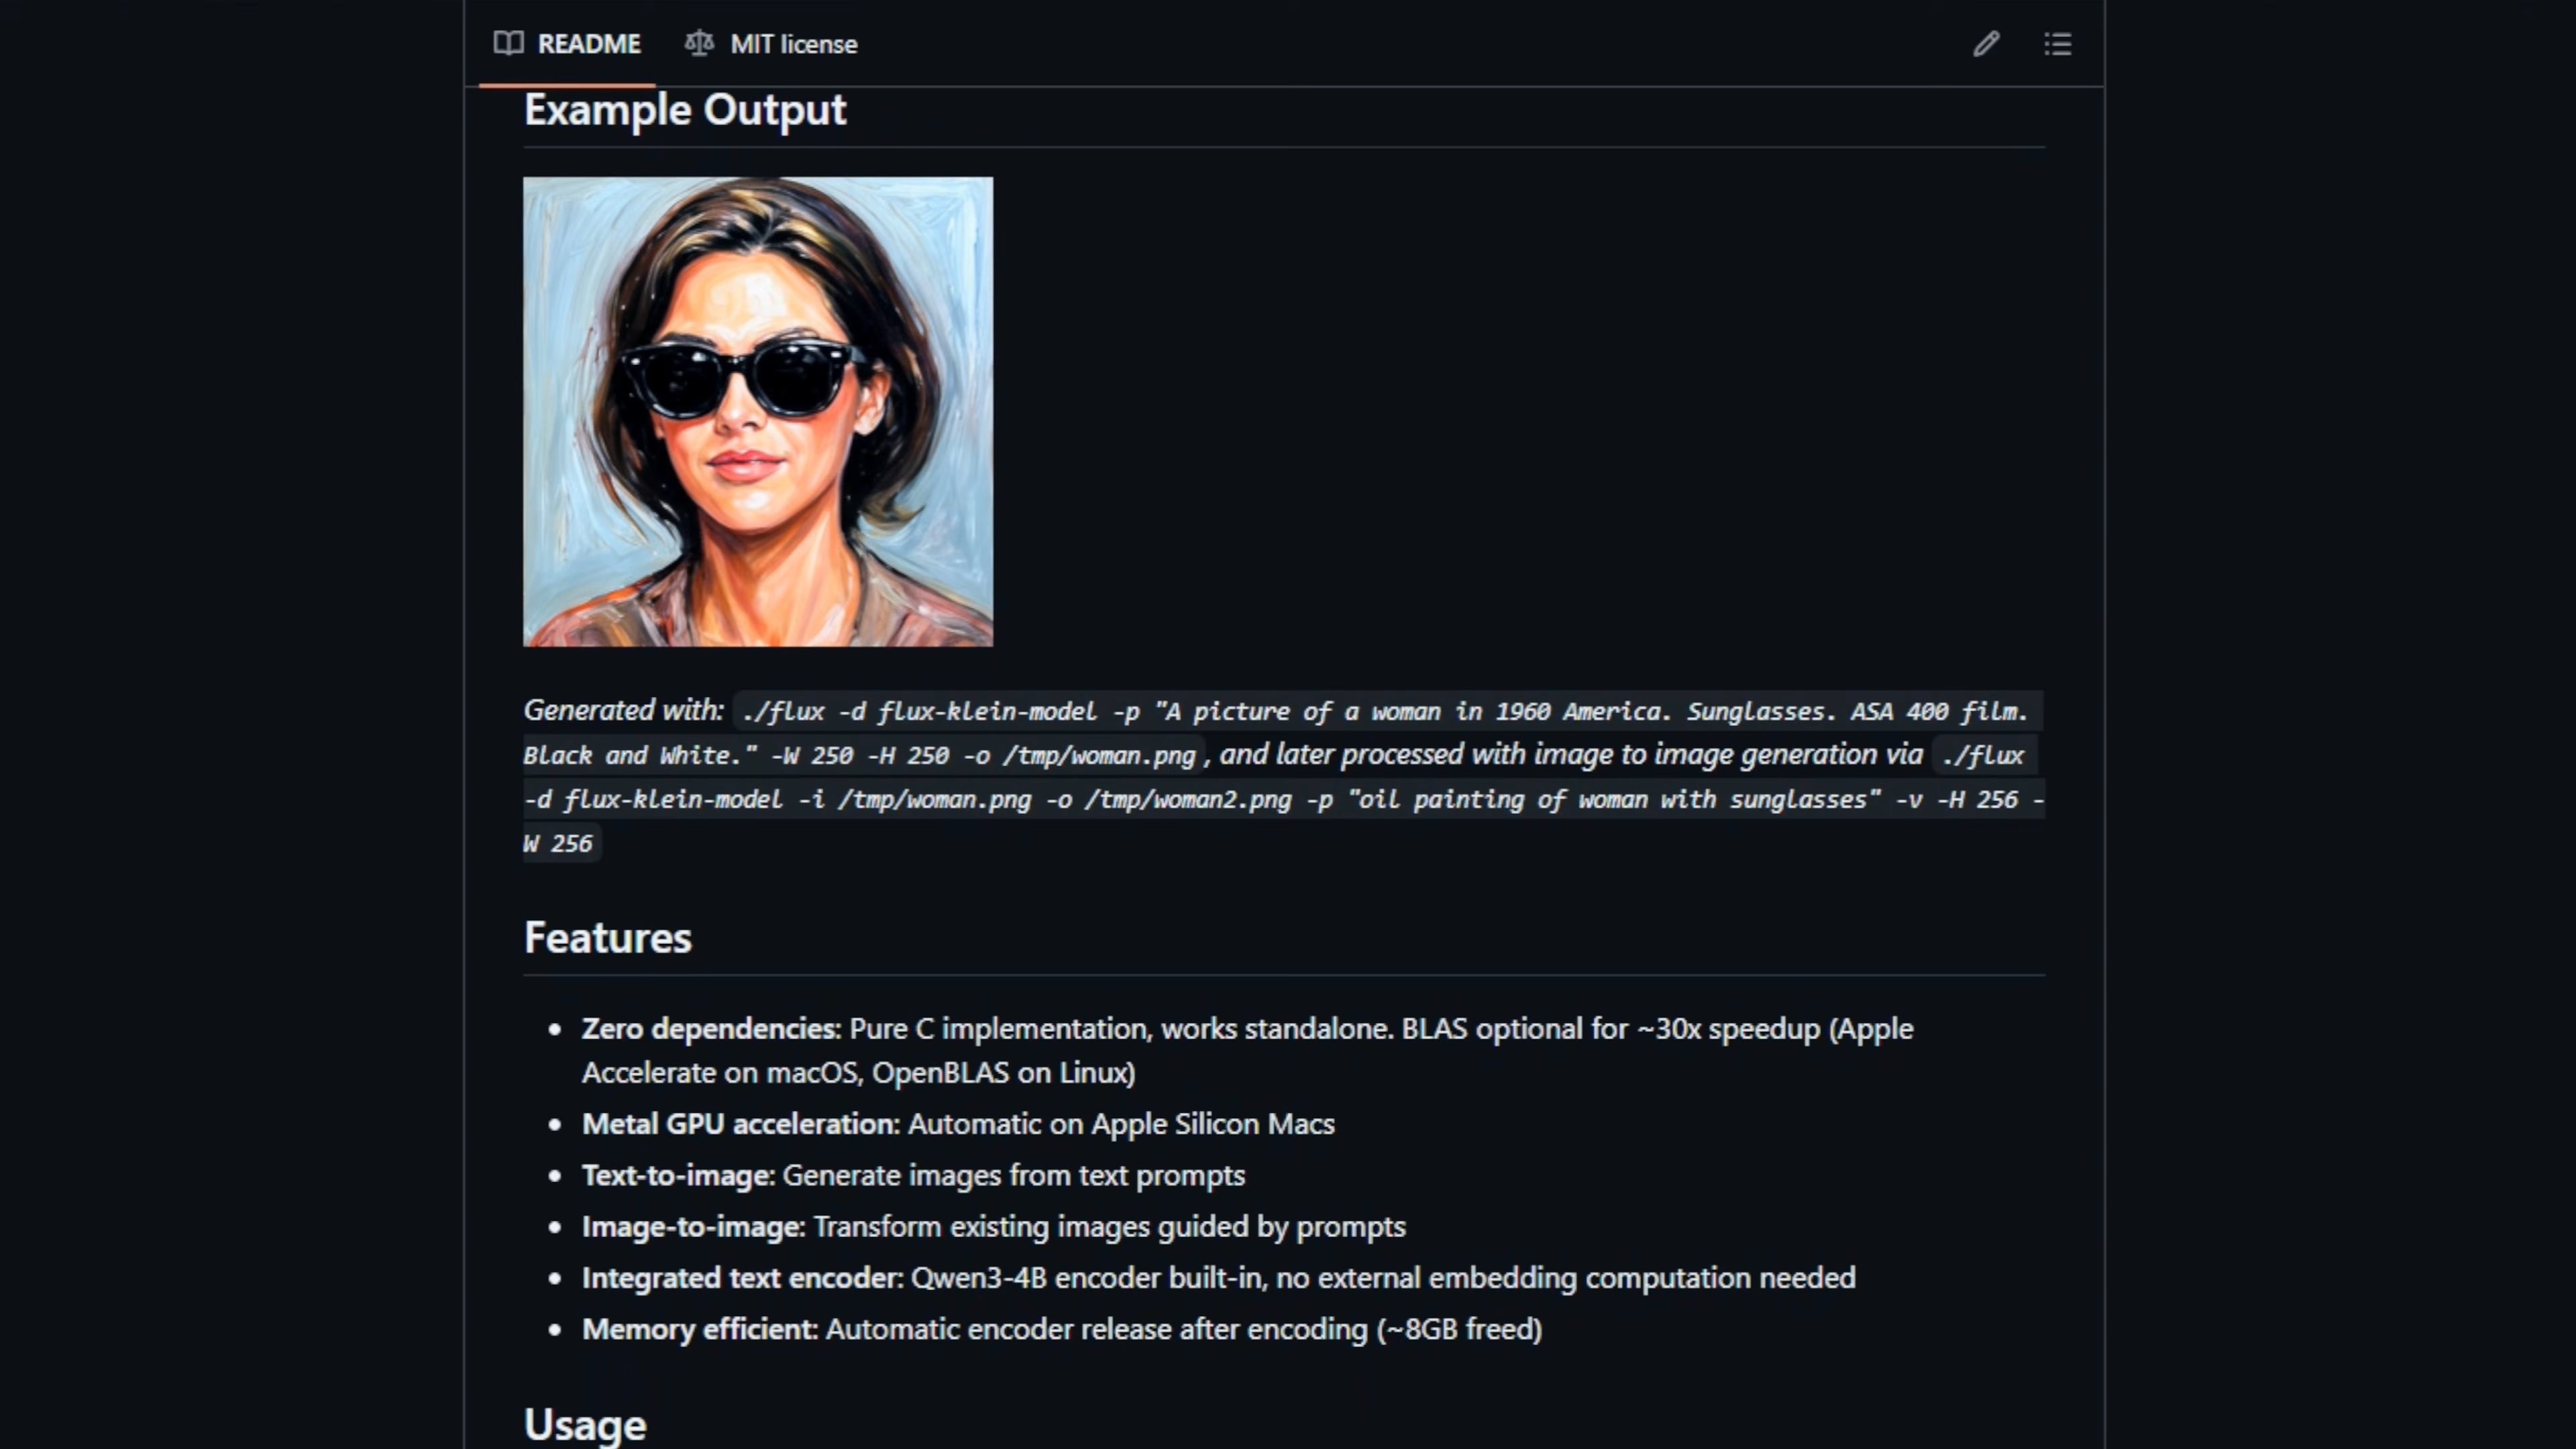 README
MIT license
Example Output
Generated with: ./flux -d flux-klein-model -p "A picture of a woman in 1960 America. Sunglasses. ASA 400 film.
Black and White." -W 250 -H 250 -o /tmp/woman.png , and later processed with image to image generation via ./flux
-d flux-klein-model -i /tmp/woman.png -o /tmp/woman2.png -p "oil painting of woman with sunglasses" -v -H 256 -
W 256
Features
Zero dependencies: Pure C implementation, works standalone. BLAS optional for ~30x speedup (Apple
Accelerate on macOS, OpenBLAS on Linux)
Metal GPU acceleration: Automatic on Apple Silicon Macs
Text-to-image: Generate images from text prompts
Image-to-image: Transform existing images guided by prompts
Integrated text encoder: Qwen3-4B encoder built-in, no external embedding computation needed
Memory efficient: Automatic encoder release after encoding (~8GB freed)
Usage